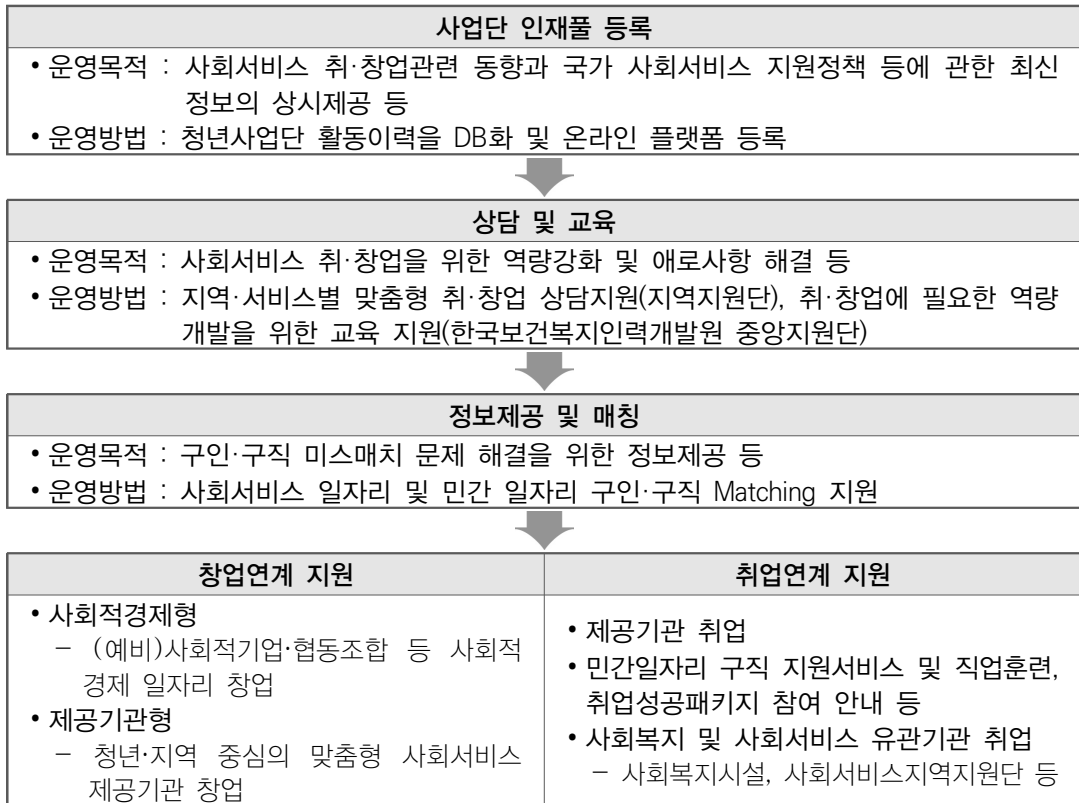 사업단 인재풀 등록
• 운영목적 : 사회서비스 취·창업관련 동향과 국가 사회서비스 지원정책 등에 관한 최신
정보의 상시제공 등
• 운영방법 : 청년사업단 활동이력을 DB화 및 온라인 플랫폼 등록
상담 및 교육
• 운영목적 : 사회서비스 취·창업을 위한 역량강화 및 애로사항 해결 등
• 운영방법 : 지역·서비스별 맞춤형 취·창업 상담지원(지역지원단), 취·창업에 필요한 역량
개발을 위한 교육 지원(한국보건복지인력개발원 중앙지원단)
정보제공 및 매칭
• 운영목적 : 구인·구직 미스매치 문제 해결을 위한 정보제공 등
• 운영방법 : 사회서비스 일자리 및 민간 일자리 구인·구직 Matching 지원
창업연계 지원
• 사회적경제형
− (예비)사회적기업·협동조합 등 사회적
경제 일자리 창업
• 제공기관형
− 청년·지역 중심의 맞춤형 사회서비스
제공기관 창업
취업연계 지원
• 제공기관 취업
• 민간일자리 구직 지원서비스 및 직업훈련,
취업성공패키지 참여 안내 등
• 사회복지 및 사회서비스 유관기관 취업
− 사회복지시설, 사회서비스지역지원단 등